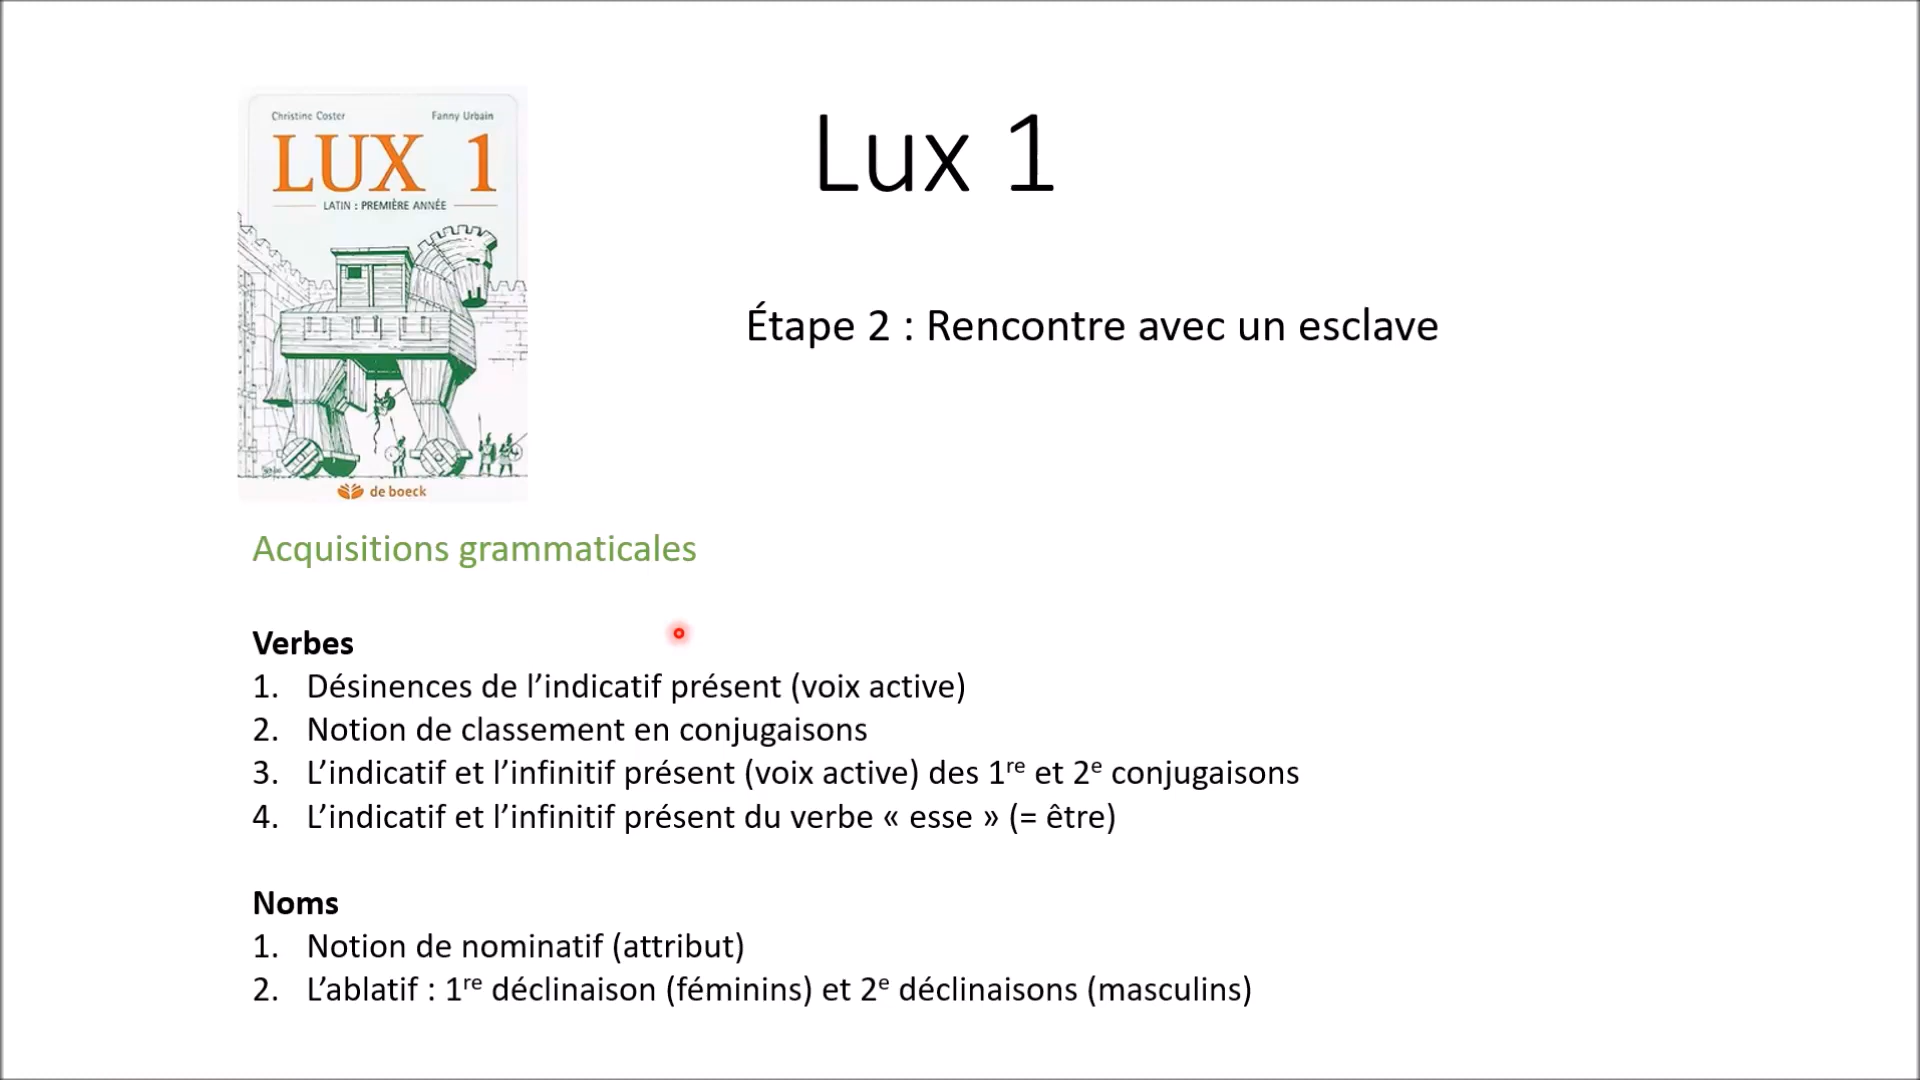 Christine Coster Fanny Urbain
LUX 1
LATIN : PREMIÈRE ANNÉE
de boeck
Lux 1
Étape 2 : Rencontre avec un esclave
Acquisitions grammaticales
Verbes
1. Désinences de l’indicatif présent (voix active)
2. Notion de classement en conjugaisons
3. L’indicatif et l’infinitif présent (voix active) des 1re et 2e conjugaisons
4. L’indicatif et l’infinitif présent du verbe « esse » (= être)
Noms
1. Notion de nominatif (attribut)
2. L’ablatif : 1re déclinaison (féminins) et 2e déclinaisons (masculins)